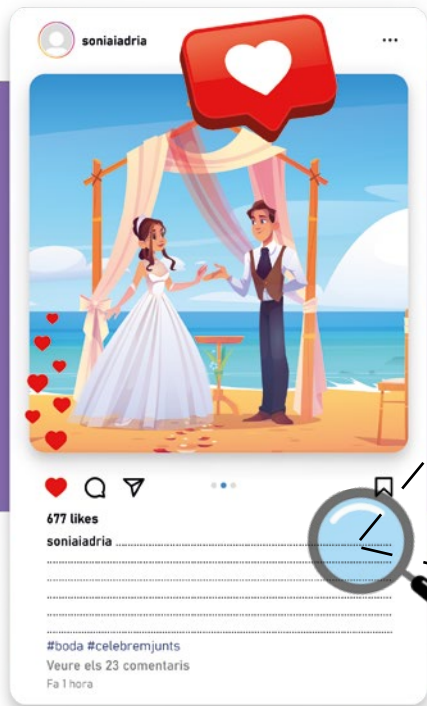 soniaiadria
677 likes
soniaiadria
#boda #celebremjunts
Veure els 23 comentaris
Fa 1 hora